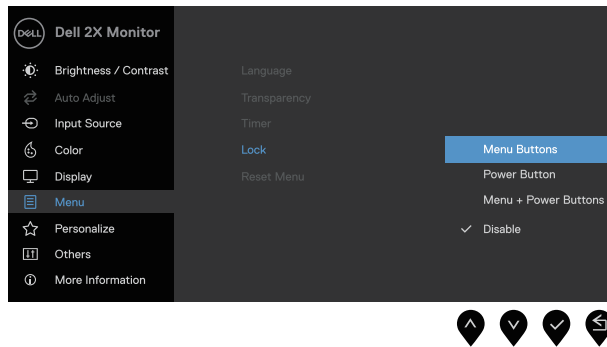 DELL
Dell 2X Monitor
Brightness / Contrast
Auto Adjust
Input Source
Color
Display
Menu
Personalize
Others
More Information
Language
Transparency
Timer
Lock
Reset Menu
Menu Buttons
Power Button
Menu + Power Buttons
Disable